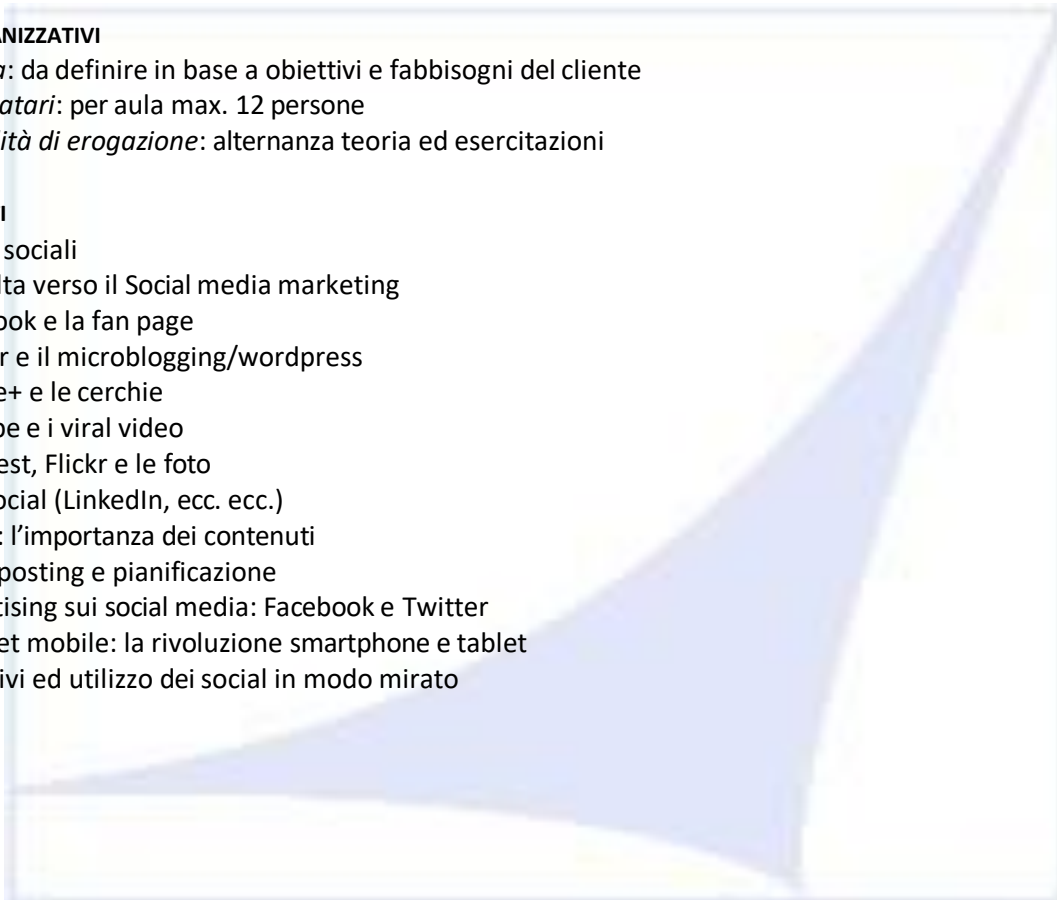 ANIZZATIVI
a: da definire in base a obiettivi e fabbisogni del cliente
atari: per aula max. 12 persone
ità di erogazione: alternanza teoria ed esercitazioni
I
sociali
lta verso il Social media marketing
ook e la fan page
r e il microblogging/wordpress
e+ e le cerchie
be e i viral video
est, Flickr e le foto
ocial (LinkedIn, ecc. ecc.)
: l’importanza dei contenuti
posting e pianificazione
tising sui social media: Facebook e Twitter
et mobile: la rivoluzione smartphone e tablet
ivi ed utilizzo dei social in modo mirato